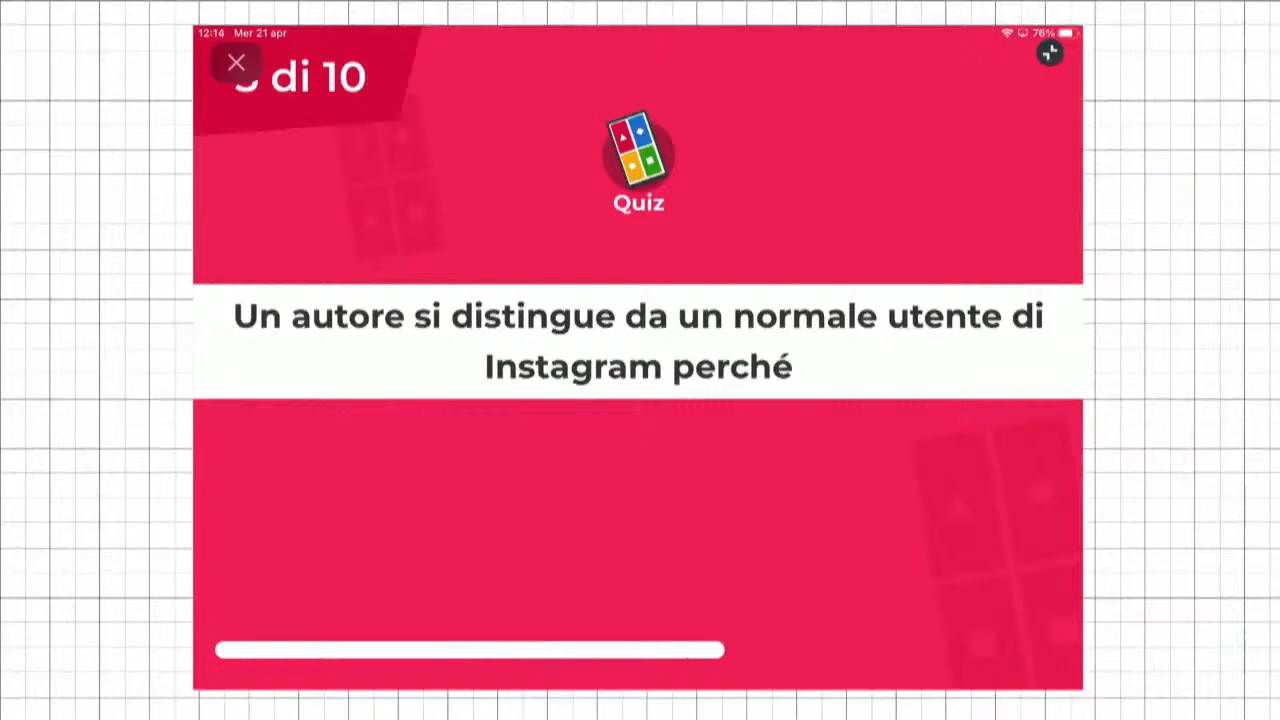 12:14 Mer 21 apr
76%
di 10
Quiz
Un autore si distingue da un normale utente di
Instagram perché